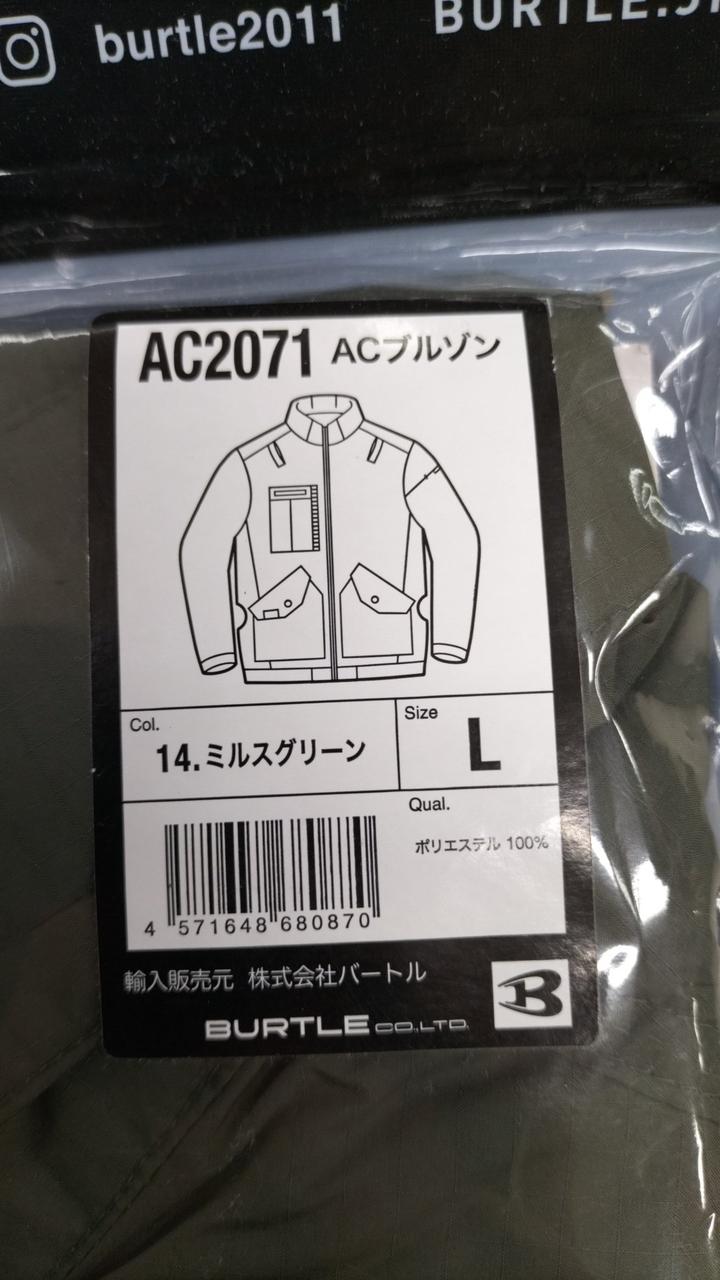 burtle2011
BURTLE.J
AC2071 ACブルゾン
Col.
14.ミルスグリーン
Size
L
Qual.
ポリエステル 100%
4 571648 680870
輸入販売元 株式会社バートル
BURTLE CO.,LTD.
B